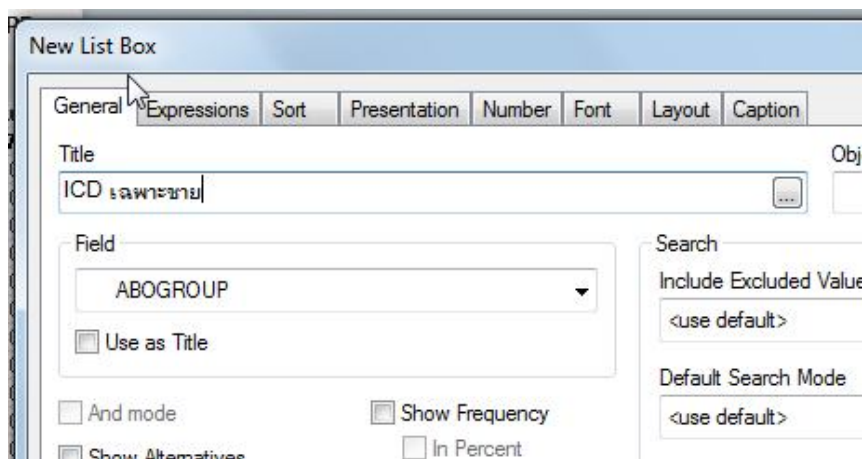 New List Box
General Expressions Sort Presentation Number Font Layout Caption
Title
Obj
ICD เฉพาะชาย
...
Field
Search
ABOGROUP
Include Excluded Value
Use as Title
<use default>
Default Search Mode
And mode
Show Frequency
<use default>
Show Alternatives
In Percent